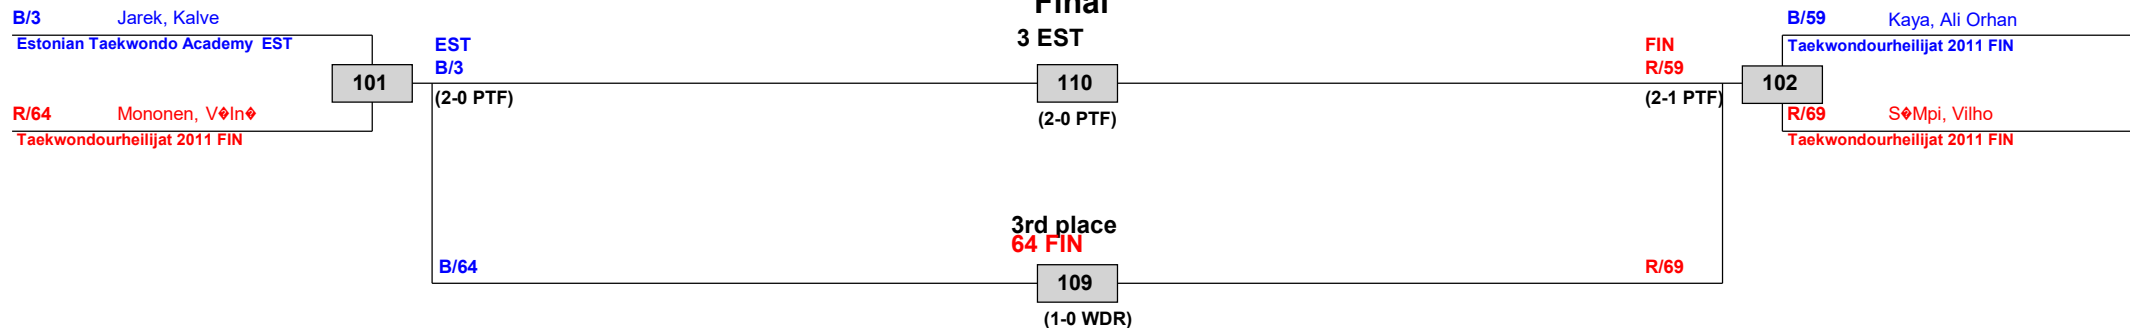 Final
B/3 Jarek, Kalve
Estonian Taekwondo Academy EST
EST
B/3
(2-0 PTF)
101
R/64 Mononen, V�In�
Taekwondourheilijat 2011 FIN
3 EST
110
(2-0 PTF)
FIN
R/59
(2-1 PTF)
102
B/59 Kaya, Ali Orhan
Taekwondourheilijat 2011 FIN
R/69 S�Mpi, Vilho
Taekwondourheilijat 2011 FIN
3rd place
64 FIN
B/64
109
R/69
(1-0 WDR)